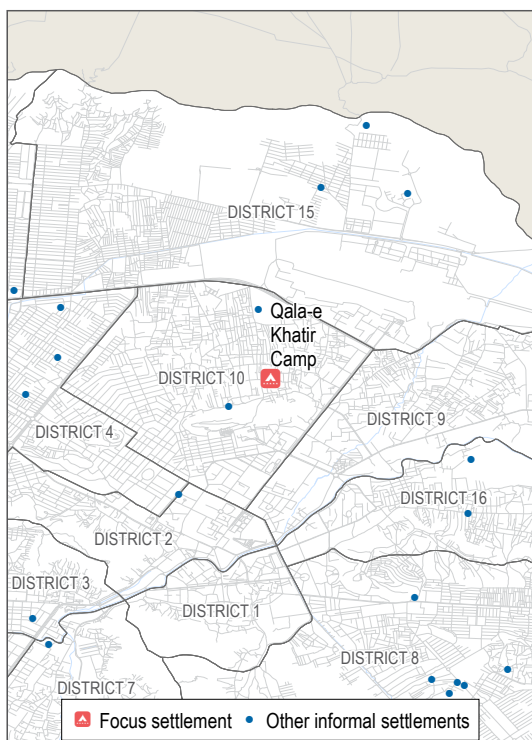 DISTRICT 15
Qala-e
Khatir
Camp
DISTRICT 10
DISTRICT 9
DISTRICT 4
DISTRICT 16
DISTRICT 2
DISTRICT 3
DISTRICT 1
DISTRICT 8
DISTRICT 7
Focus settlement
Other informal settlements